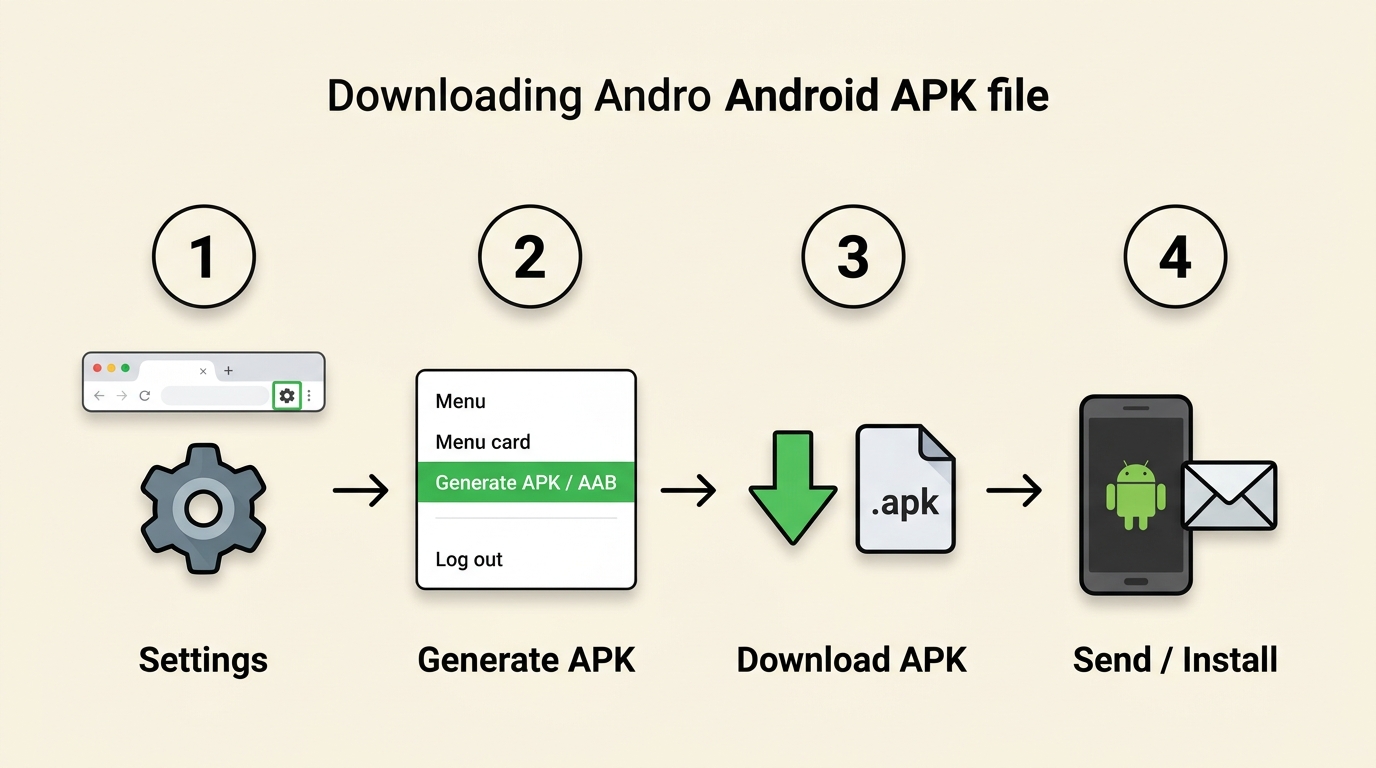 Downloading Andro Android APK file
1
2
3
4
Menu
Menu card
Generate APK / AAB
Log out
.apk
Settings
Generate APK
Download APK
Send / Install